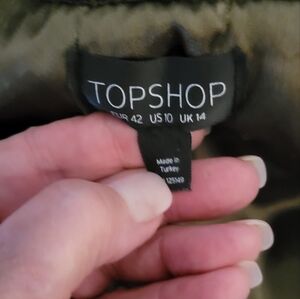 TOPSHOP
EUR 42 US 10 UK 14
Made in
Turkey